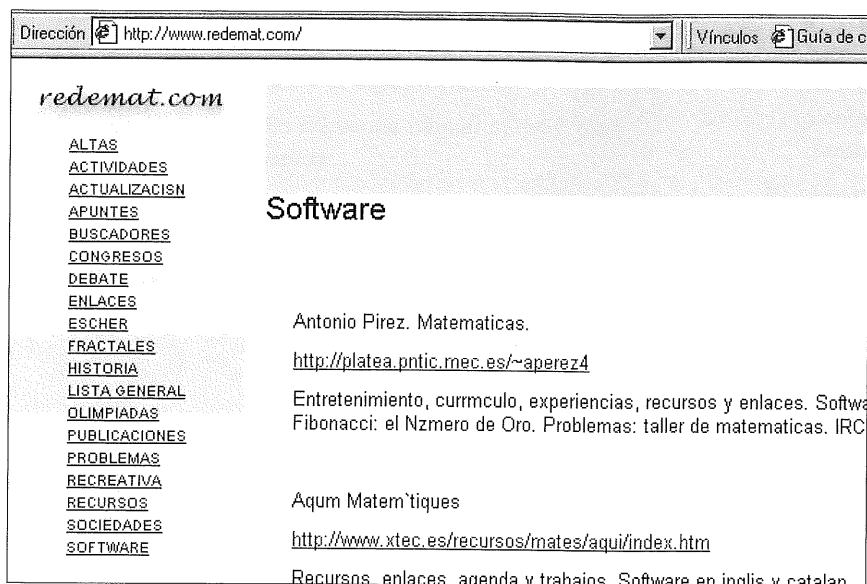 Dirección http://www.redemat.com/ Vínculos Guía de c
redemat.com
ALTAS
ACTIVIDADES
ACTUALIZACISN
APUNTES
BUSCADORES
CONGRESOS
DEBATE
ENLACES
ESCHER
FRACTALES
HISTORIA
LISTA GENERAL
OLIMPIADAS
PUBLICACIONES
PROBLEMAS
RECREATIVA
RECURSOS
SOCIEDADES
SOFTWARE
Software
Antonio Pirez. Matematicas.
http://platea.pntic.mec.es/~aperez4
Entretenimiento, currmculo, experiencias, recursos y enlaces. Softwa
Fibonacci: el Nzmero de Oro. Problemas: taller de matematicas. IRC
Aqum Matem`tiques
http://www.xtec.es/recursos/mates/aqui/index.htm
Recursos, enlaces, agenda y trabajos. Software en inglis y catalan